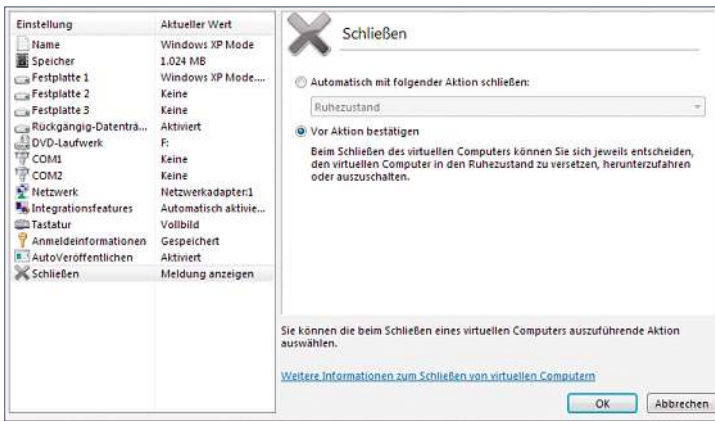 Einstellung Aktueller Wert
Name Windows XP Mode
Speicher 1.024 MB
Festplatte 1 Windows XP Mode....
Festplatte 2 Keine
Festplatte 3 Keine
Rückgängig-Datenträ... Aktiviert
DVD-Laufwerk F:
COM1 Keine
COM2 Keine
Netzwerk Netzwerkadapter:1
Integrationsfeatures Automatisch aktivie...
Tastatur Vollbild
Anmeldeinformationen Gespeichert
AutoVeröffentlichen Aktiviert
Schließen Meldung anzeigen
Schließen
Automatisch mit folgender Aktion schließen:
Ruhezustand
Vor Aktion bestätigen
Beim Schließen des virtuellen Computers können Sie sich jeweils entscheiden,
den virtuellen Computer in den Ruhezustand zu versetzen, herunterzufahren
oder auszuschalten.
Sie können die beim Schließen eines virtuellen Computers auszuführende Aktion
auswählen.
Weitere Informationen zum Schließen von virtuellen Computern
OK Abbrechen